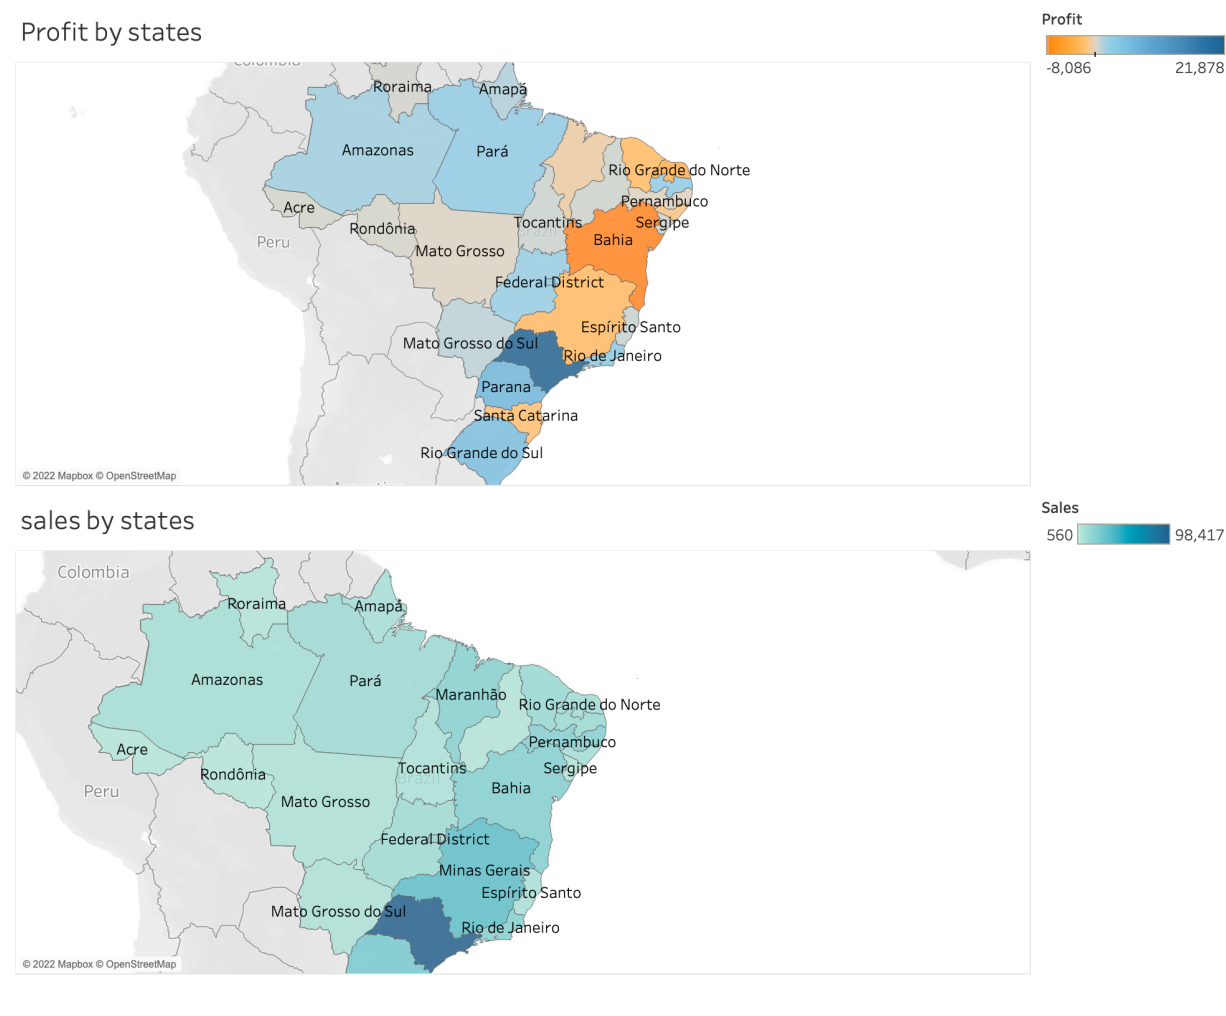 Profit by states
Profit
-8,086 21,878
Colombia
Roraima
Amapá
Amazonas
Pará
Rio Grande do Norte
Acre
Pernambuco
Rondônia
Tocantins
Sergipe
Brazil
Peru
Mato Grosso
Bahia
Federal District
Espírito Santo
Mato Grosso do Sul
Rio de Janeiro
Parana
Santa Catarina
Rio Grande do Sul
© 2022 Mapbox © OpenStreetMap
Argentina
sales by states
Sales
560 98,417
Colombia
Roraima
Amapá
Amazonas
Pará
Maranhão
Rio Grande do Norte
Acre
Pernambuco
Rondônia
Tocantins
Sergipe
Brazil
Peru
Mato Grosso
Bahia
Federal District
Minas Gerais
Espírito Santo
Mato Grosso do Sul
Rio de Janeiro
© 2022 Mapbox © OpenStreetMap